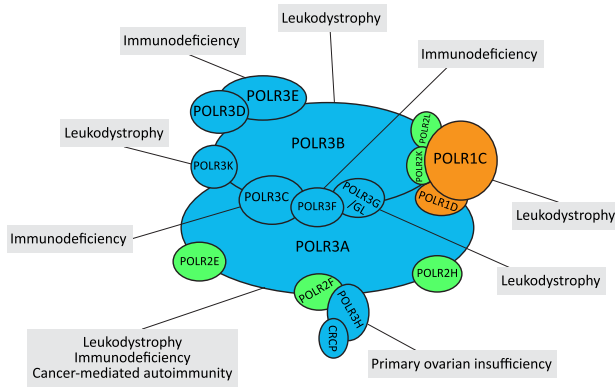 Leukodystrophy
Immunodeficiency
Immunodeficiency
POLR3E
POLR3D
POLR2L
Leukodystrophy
POLR3B
POLR1C
POLR3K
POLR2K
POLR3C
POLR3G
/GL
POLR3F
POLR1D
Leukodystrophy
Immunodeficiency
POLR3A
POLR2E
POLR2H
Leukodystrophy
POLR2F
POLR3H
CRCP
Leukodystrophy
Immunodeficiency
Cancer-mediated autoimmunity
Primary ovarian insufficiency